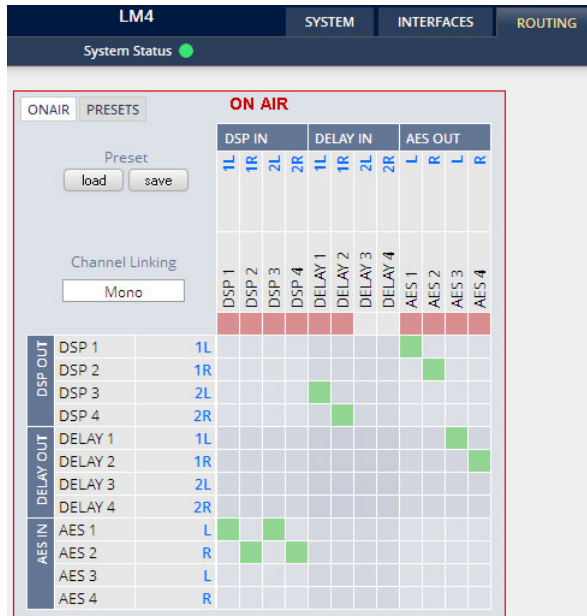 LM4 SYSTEM INTERFACES ROUTING
System Status
ONAIR PRESETS ON AIR
DSP IN DELAY IN AES OUT
1L 1R 2L 2R 1L 1R 2L 2R L R L R
Preset
load save
Channel Linking
Mono
DSP 1 DSP 2 DSP 3 DSP 4 DELAY 1 DELAY 2 DELAY 3 DELAY 4 AES 1 AES 2 AES 3 AES 4
DSP OUT
DSP 1 1L
DSP 2 1R
DSP 3 2L
DSP 4 2R
DELAY OUT
DELAY 1 1L
DELAY 2 1R
DELAY 3 2L
DELAY 4 2R
AES IN
AES 1 L
AES 2 R
AES 3 L
AES 4 R